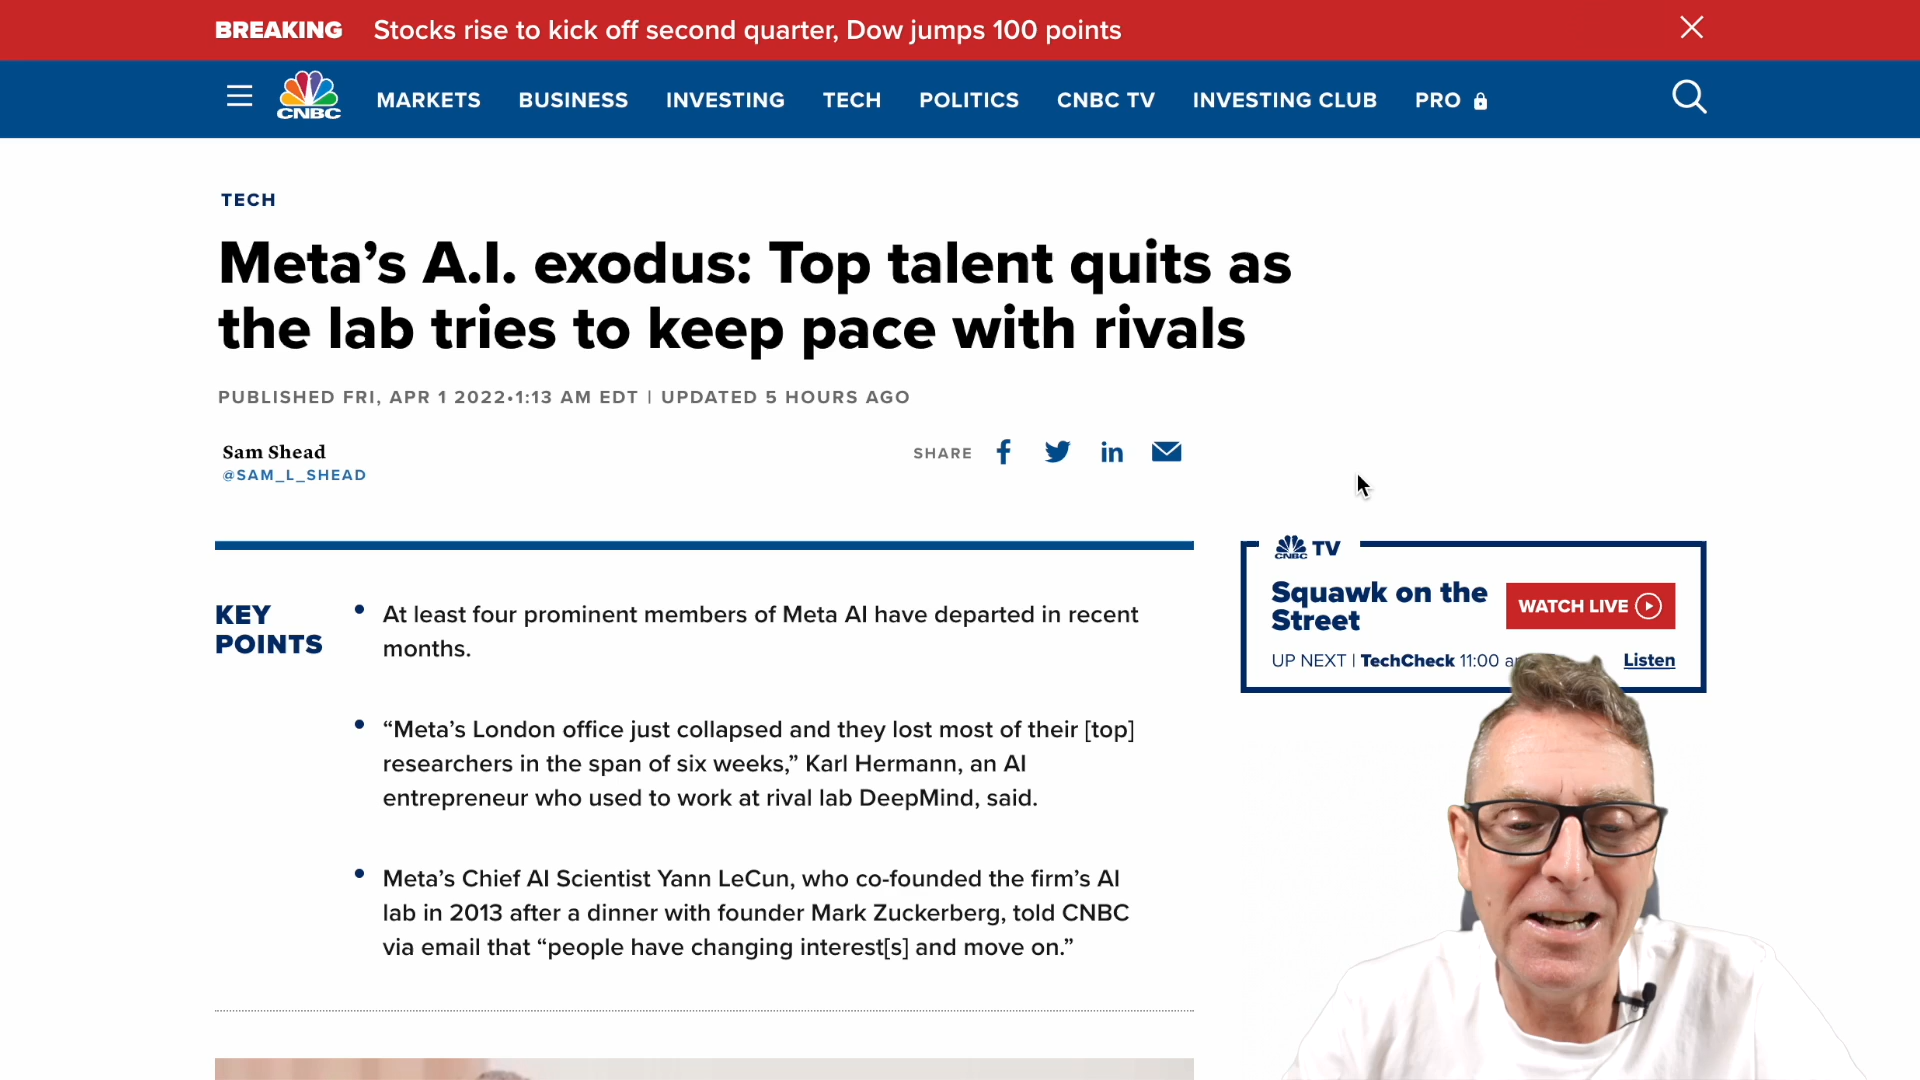 BREAKING Stocks rise to kick off second quarter, Dow jumps 100 points
CNBC MARKETS BUSINESS INVESTING TECH POLITICS CNBC TV INVESTING CLUB PRO
TECH
Meta’s A.I. exodus: Top talent quits as
the lab tries to keep pace with rivals
PUBLISHED FRI, APR 1 2022•1:13 AM EDT | UPDATED 5 HOURS AGO
Sam Shead
@SAM_L_SHEAD
SHARE
KEY
POINTS
• At least four prominent members of Meta AI have departed in recent
months.
• “Meta’s London office just collapsed and they lost most of their [top]
researchers in the span of six weeks,” Karl Hermann, an AI
entrepreneur who used to work at rival lab DeepMind, said.
• Meta’s Chief AI Scientist Yann LeCun, who co-founded the firm’s AI
lab in 2013 after a dinner with founder Mark Zuckerberg, told CNBC
via email that “people have changing interest[s] and move on.”
CNBC TV
Squawk on the
Street
WATCH LIVE
UP NEXT | TechCheck 11:00
Listen